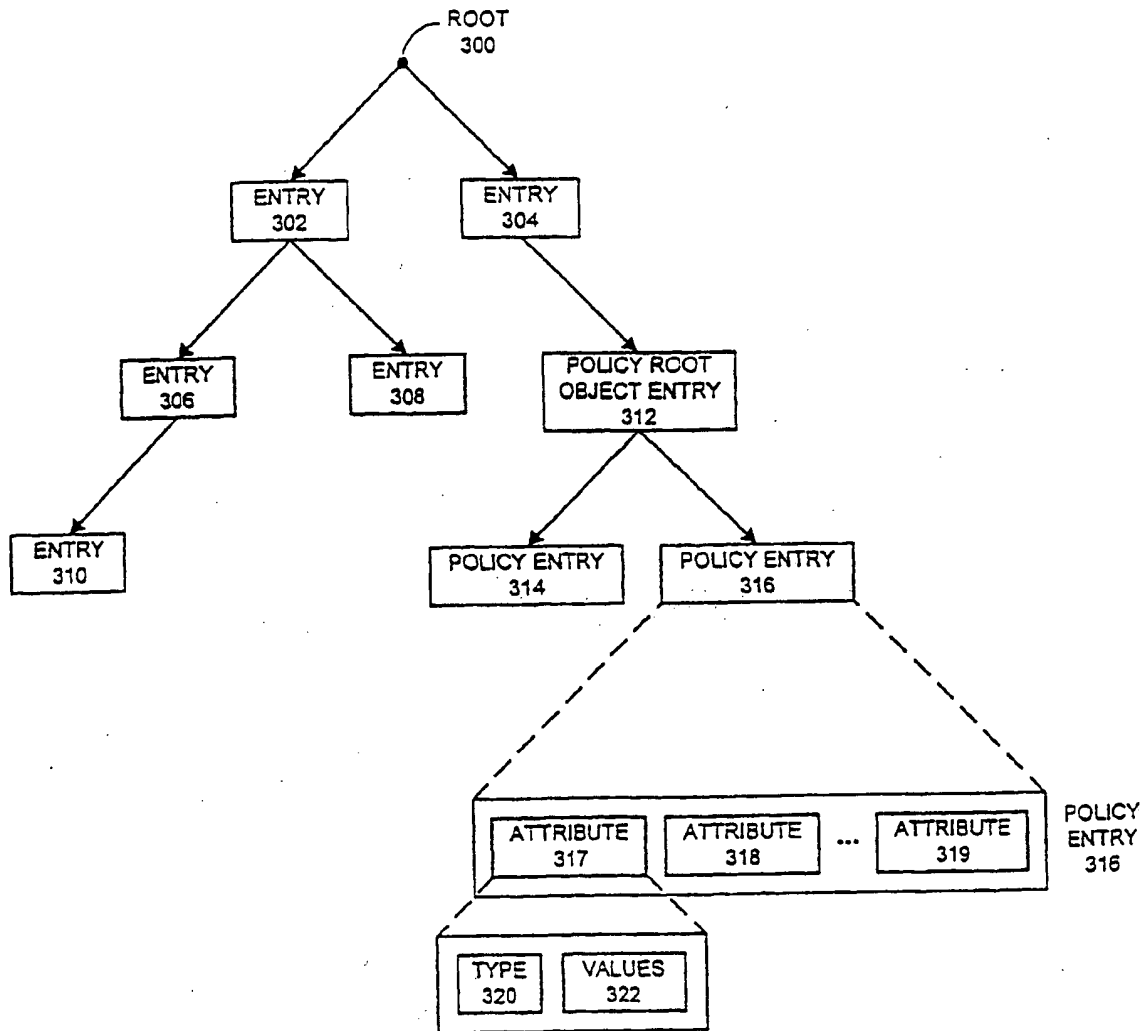 ROOT
300
ENTRY
302
ENTRY
304
ENTRY
306
ENTRY
308
POLICY ROOT
OBJECT ENTRY
312
ENTRY
310
POLICY ENTRY
314
POLICY ENTRY
316
ATTRIBUTE
317
ATTRIBUTE
318
...
ATTRIBUTE
319
POLICY
ENTRY
316
TYPE
320
VALUES
322